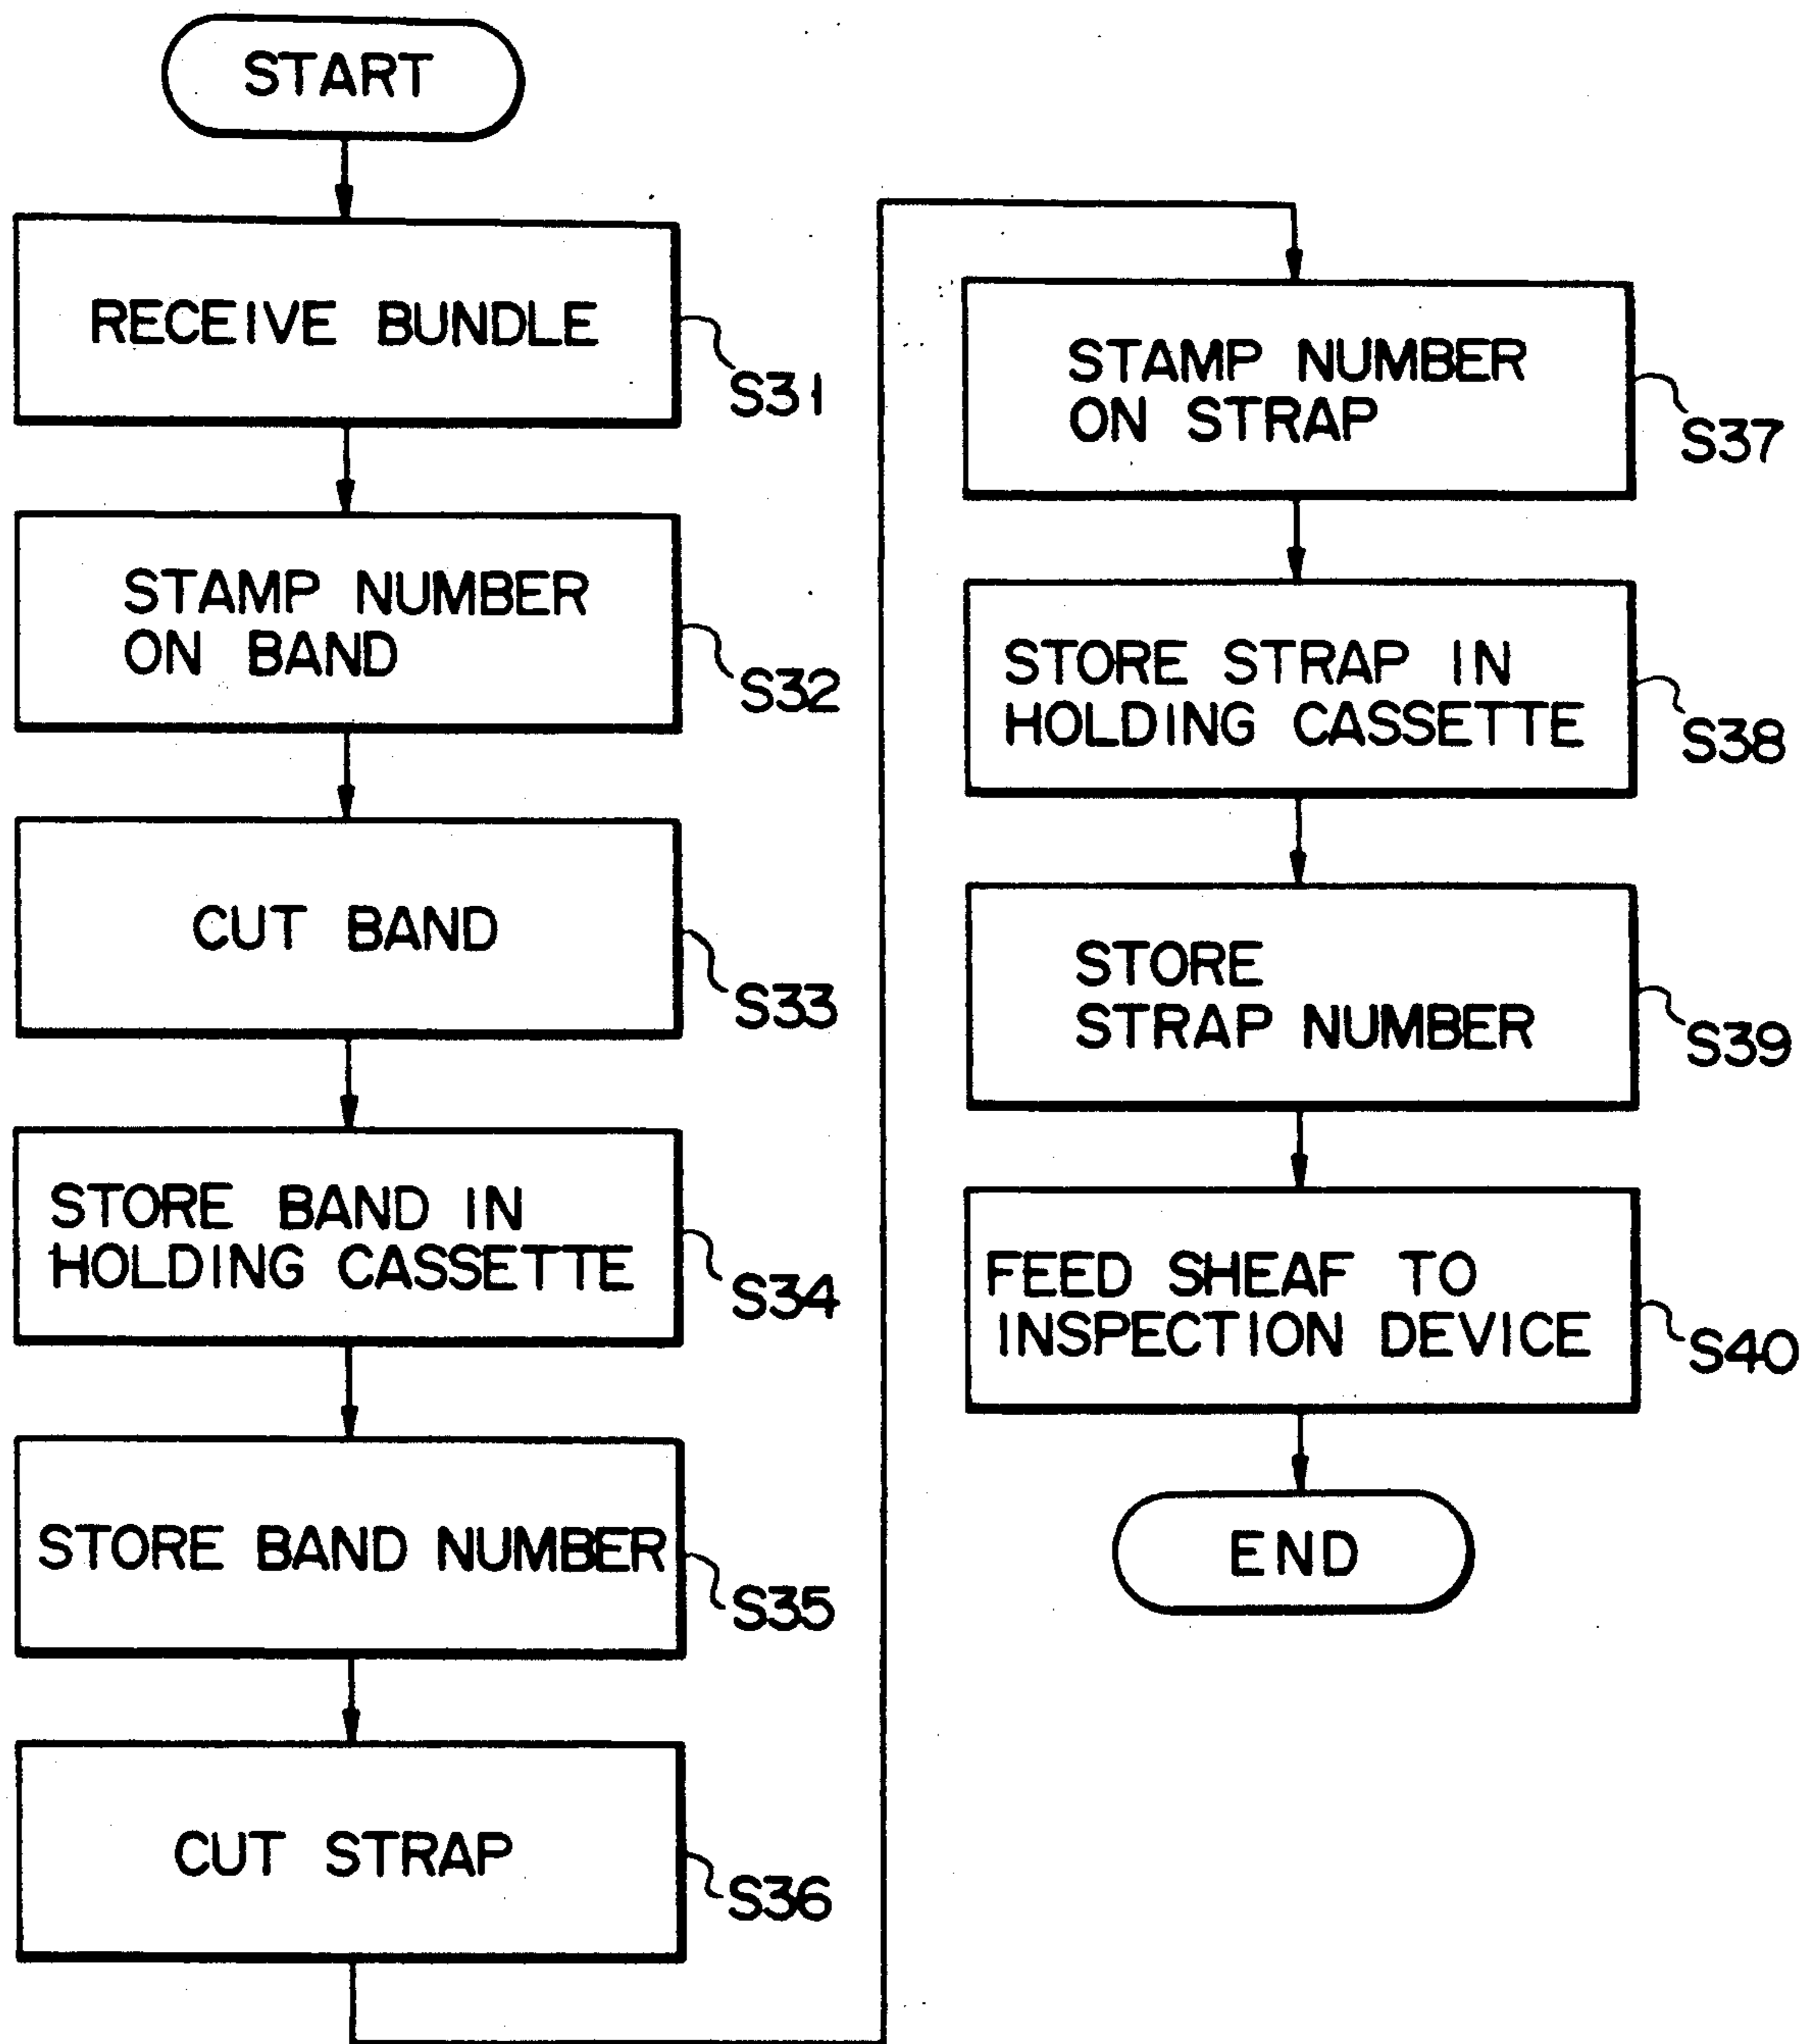 START
RECEIVE BUNDLE
S31
STAMP NUMBER
ON BAND
S32
CUT BAND
S33
STORE BAND IN
HOLDING CASSETTE
S34
STORE BAND NUMBER
S35
CUT STRAP
S36
STAMP NUMBER
ON STRAP
S37
STORE STRAP IN
HOLDING CASSETTE
S38
STORE
STRAP NUMBER
S39
FEED SHEAF TO
INSPECTION DEVICE
S40
END